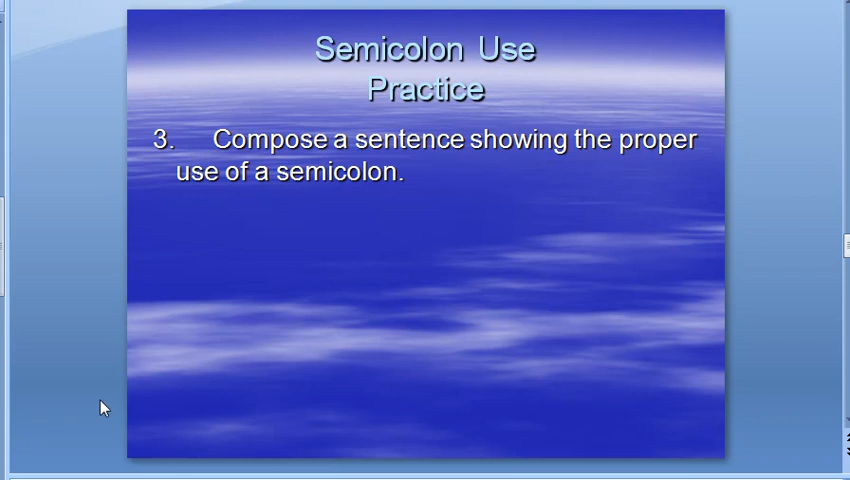 Semicolon Use
Practice
3. Compose a sentence showing the proper
use of a semicolon.